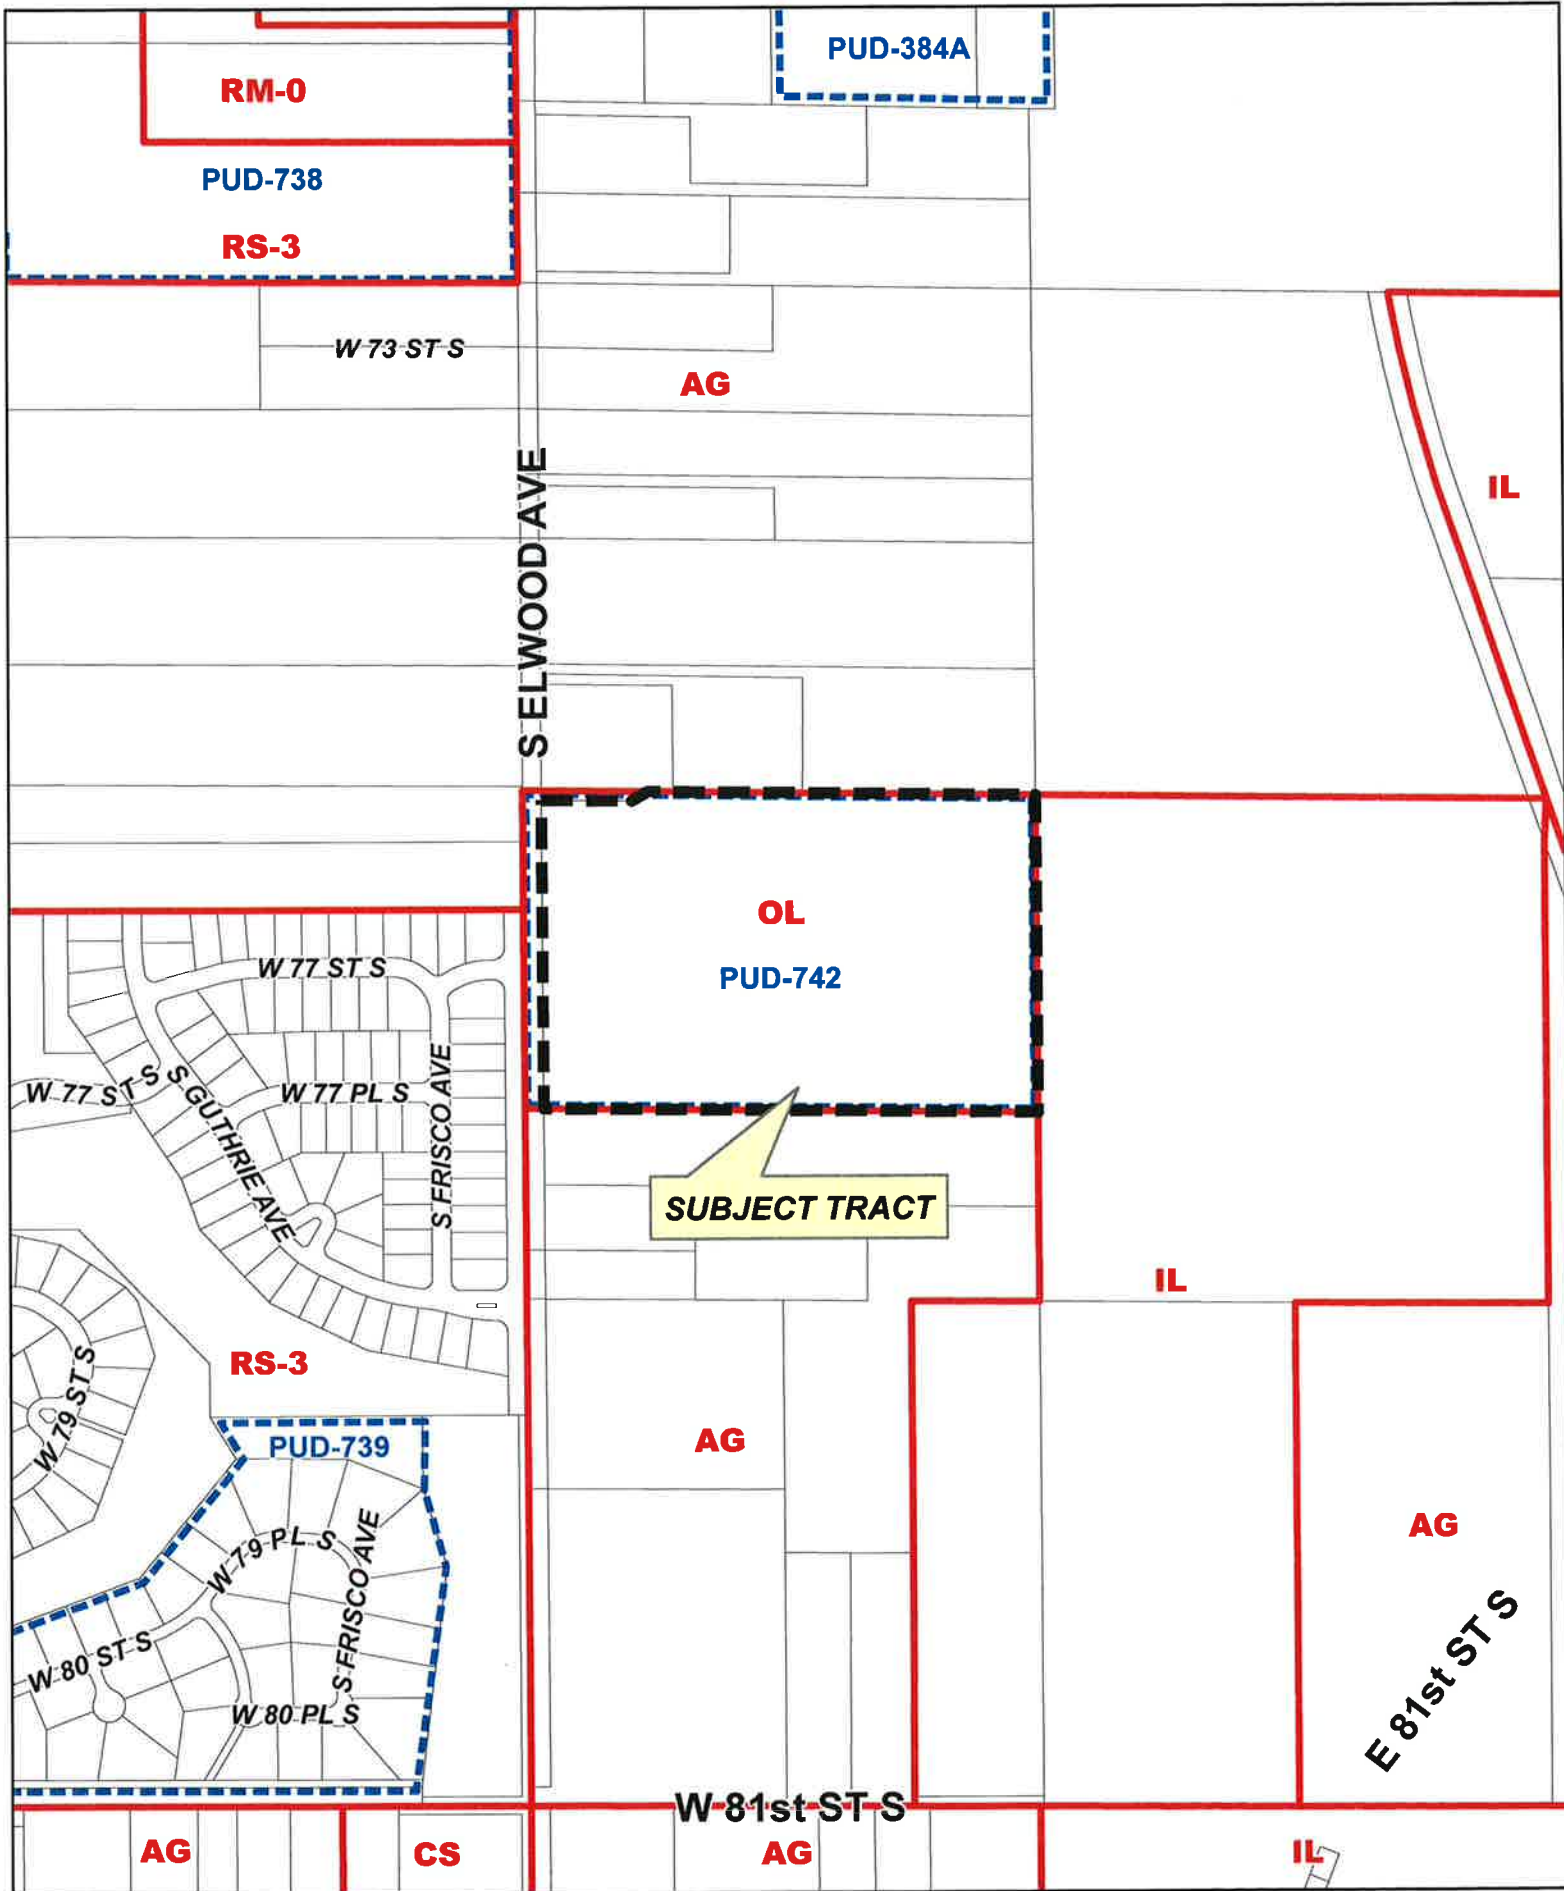 PUD-384A
RM-0
PUD-738
RS-3
W 73 ST S
AG
IL
S ELWOOD AVE
OL
PUD-742
W 77 ST S
W 77 ST S
S GUTHRIE AVE
W 77 PL S
S FRISCO AVE
SUBJECT TRACT
IL
RS-3
W 79 ST S
PUD-739
AG
AG
W 79 PL S
S FRISCO AVE
W 80 ST S
W 80 PL S
E 81st ST S
W 81st ST S
AG
CS
AG
IL